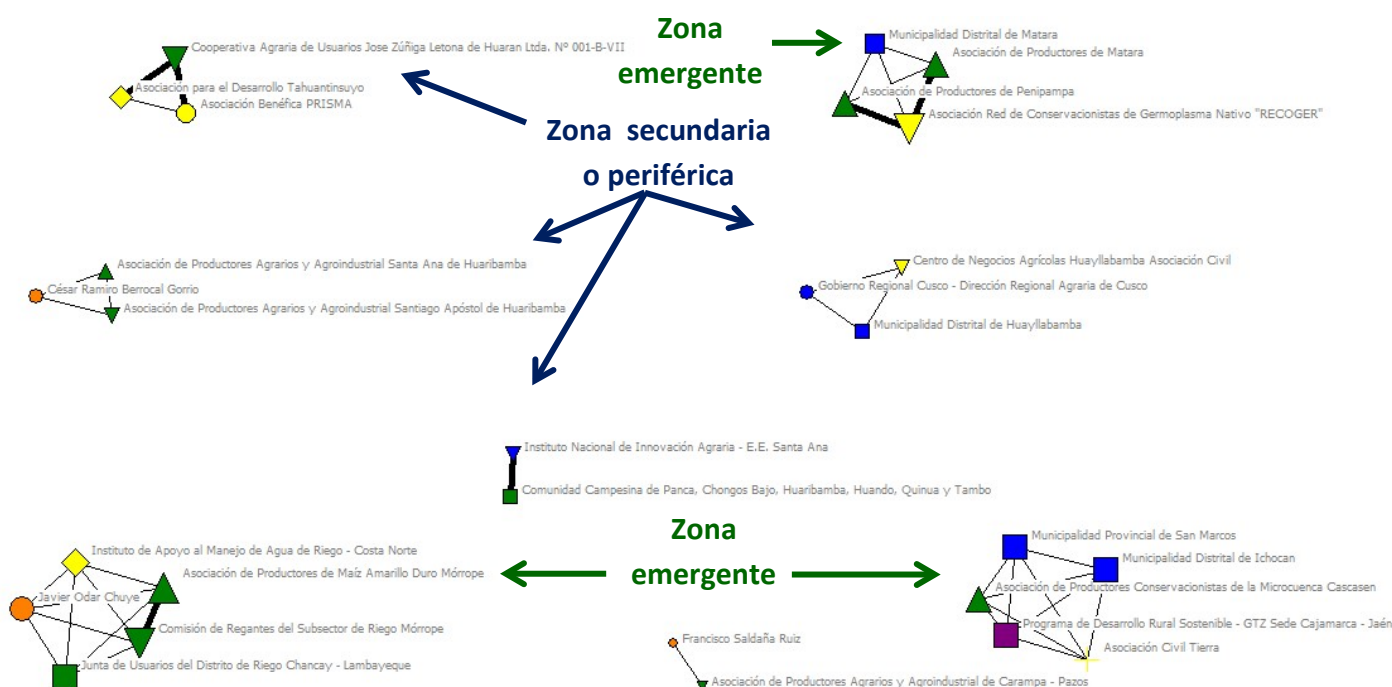 Zona
emergente
Municipalidad Distrital de Matara
Cooperativa Agraria de Usuarios Jose Zúñiga Letona de Huaran Ltda. Nº 001-B-VII
Asociación de Productores de Matara
Asociación para el Desarrollo Tahuantinsuyo
Asociación Benéfica PRISMA
Asociación de Productores de Penipampa
Asociación Red de Conservacionistas de Germoplasma Nativo "RECOGER"
Zona secundaria
o periférica
Asociación de Productores Agrarios y Agroindustrial Santa Ana de Huaribamba
César Ramiro Berrocal Gorrio
Asociación de Productores Agrarios y Agroindustrial Santiago Apóstol de Huaribamba
Centro de Negocios Agrícolas Huayllabamba Asociación Civil
Gobierno Regional Cusco - Dirección Regional Agraria de Cusco
Municipalidad Distrital de Huayllabamba
Instituto Nacional de Innovación Agraria - E.E. Santa Ana
Comunidad Campesina de Panca, Chongos Bajo, Huaribamba, Huando, Quinua y Tambo
Zona
emergente
Instituto de Apoyo al Manejo de Agua de Riego - Costa Norte
Asociación de Productores de Maíz Amarillo Duro Mórrope
Javier Odar Chuye
Comisión de Regantes del Subsector de Riego Mórrope
Junta de Usuarios del Distrito de Riego Chancay - Lambayeque
Municipalidad Provincial de San Marcos
Municipalidad Distrital de Ichocan
Asociación de Productores Conservacionistas de la Microcuenca Cascasen
Programa de Desarrollo Rural Sostenible - GTZ Sede Cajamarca - Jaén
Asociación Civil Tierra
Francisco Saldaña Ruiz
Asociación de Productores Agrarios y Agroindustrial de Carampa - Pazos